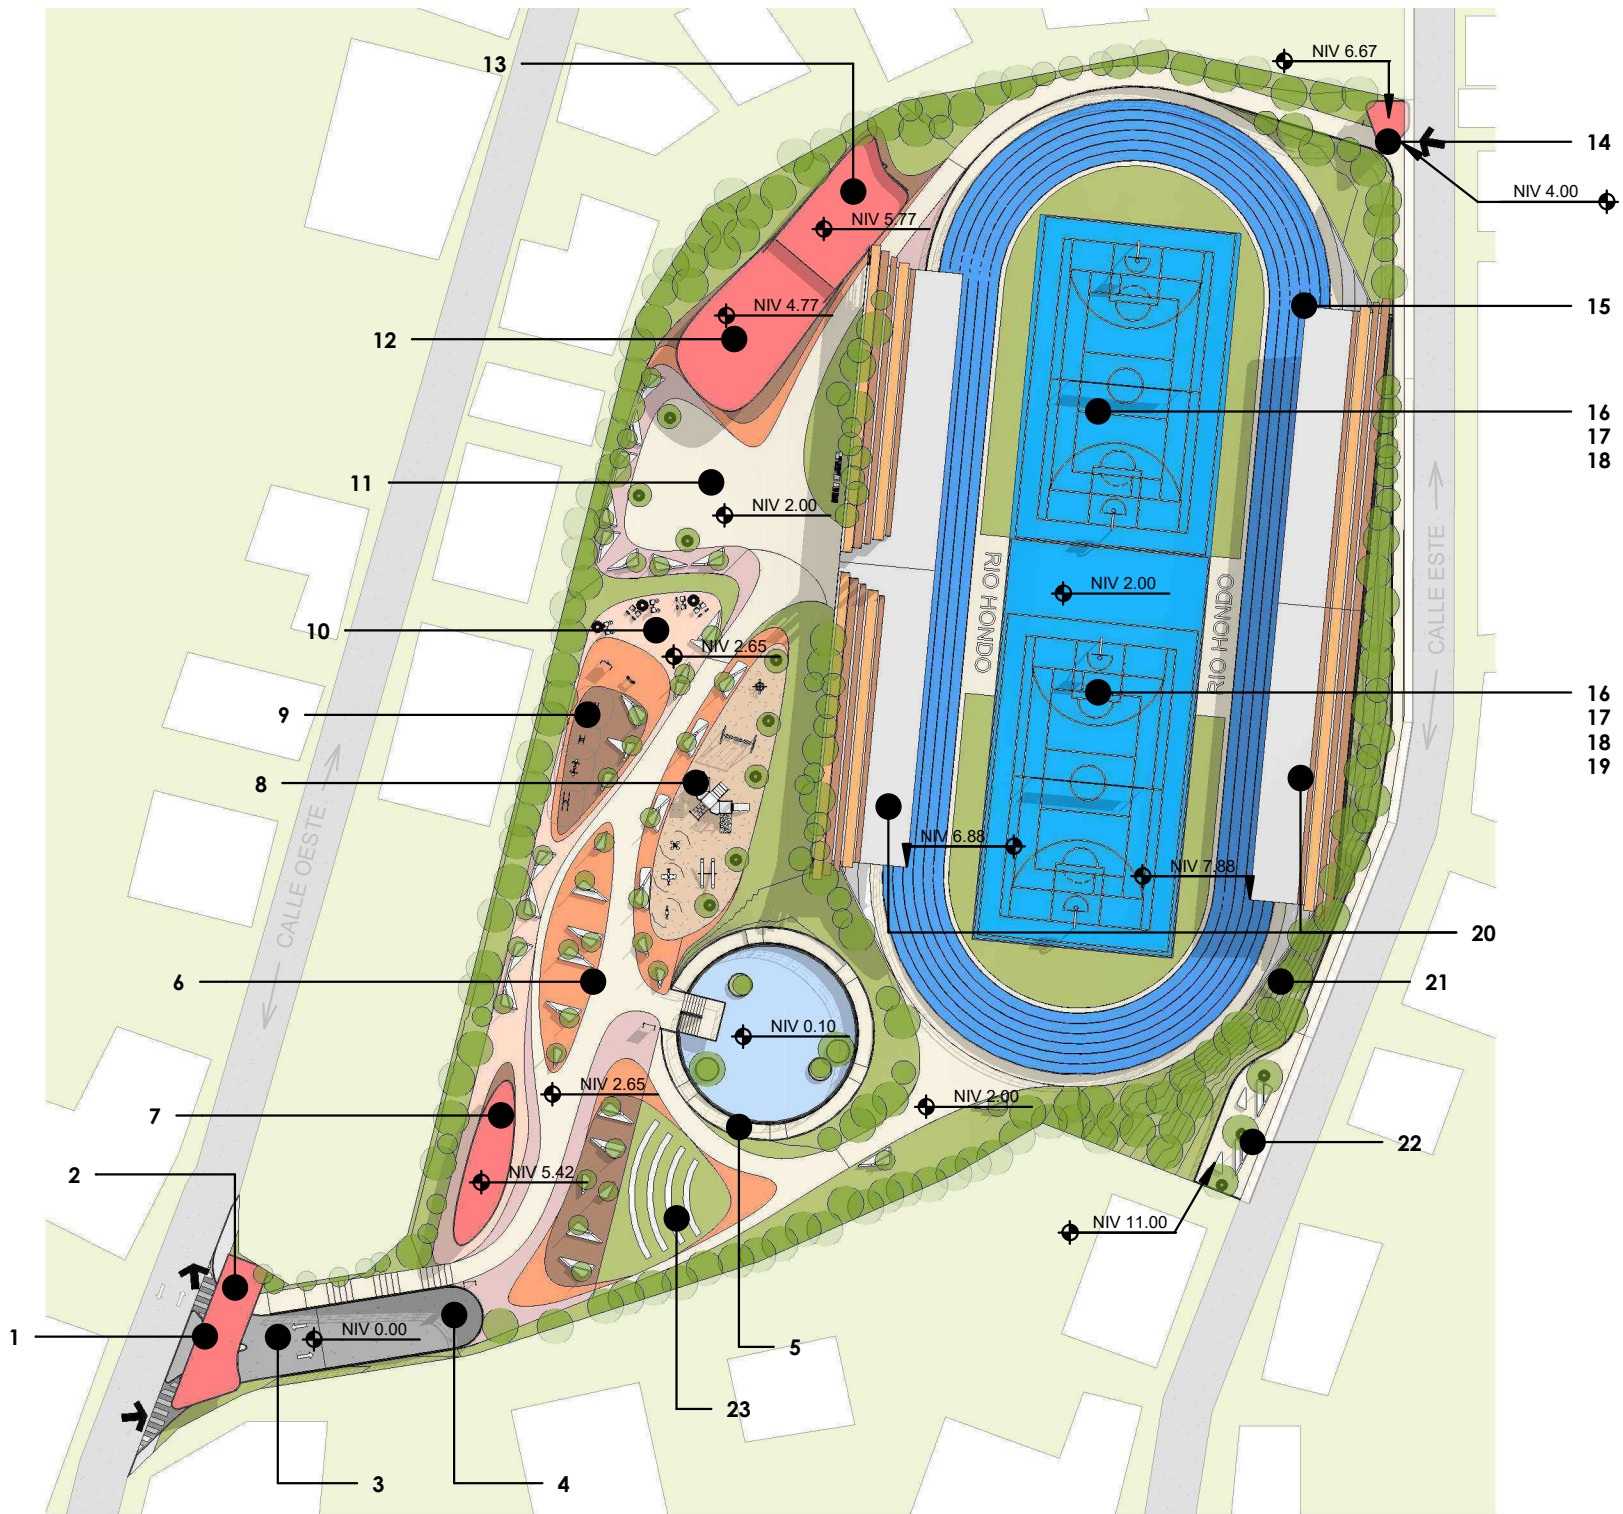 NIV 6.67
13
14
NIV 4.00
NIV 5.77
NIV 4.77
15
12
16
17
18
11
NIV 2.00
RIO HONDO
RIO HONDO
NIV 2.00
CALLE ESTE
10
NIV 2.65
9
16
17
18
19
8
CALLE OESTE
NIV 6.88
NIV 7.88
20
6
21
NIV 0.10
NIV 2.65
NIV 2.00
7
22
2
NIV 5.42
NIV 11.00
1
NIV 0.00
5
23
3
4